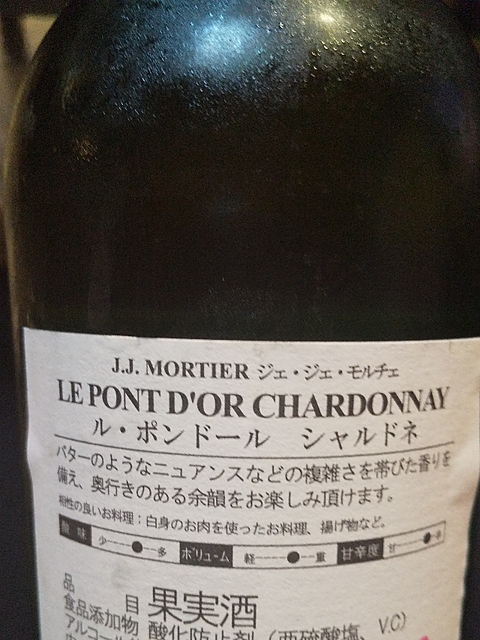 J.J. MORTIER ジェ・ジェ・モルチェ
LE PONT D'OR CHARDONNAY
ル・ポンドール シャルドネ
バターのようなニュアンスなどの複雑さを帯びた香りを
備え、奥行きのある余韻をお楽しみ頂けます。
相性の良いお料理：白身のお肉を使ったお料理、揚げ物など。
酸味 少 多 ボリューム 軽 重 甘辛度 甘 辛
品目 果実酒
食品添加物 酸化防止剤（亜硫酸塩、V.C）
アルコール